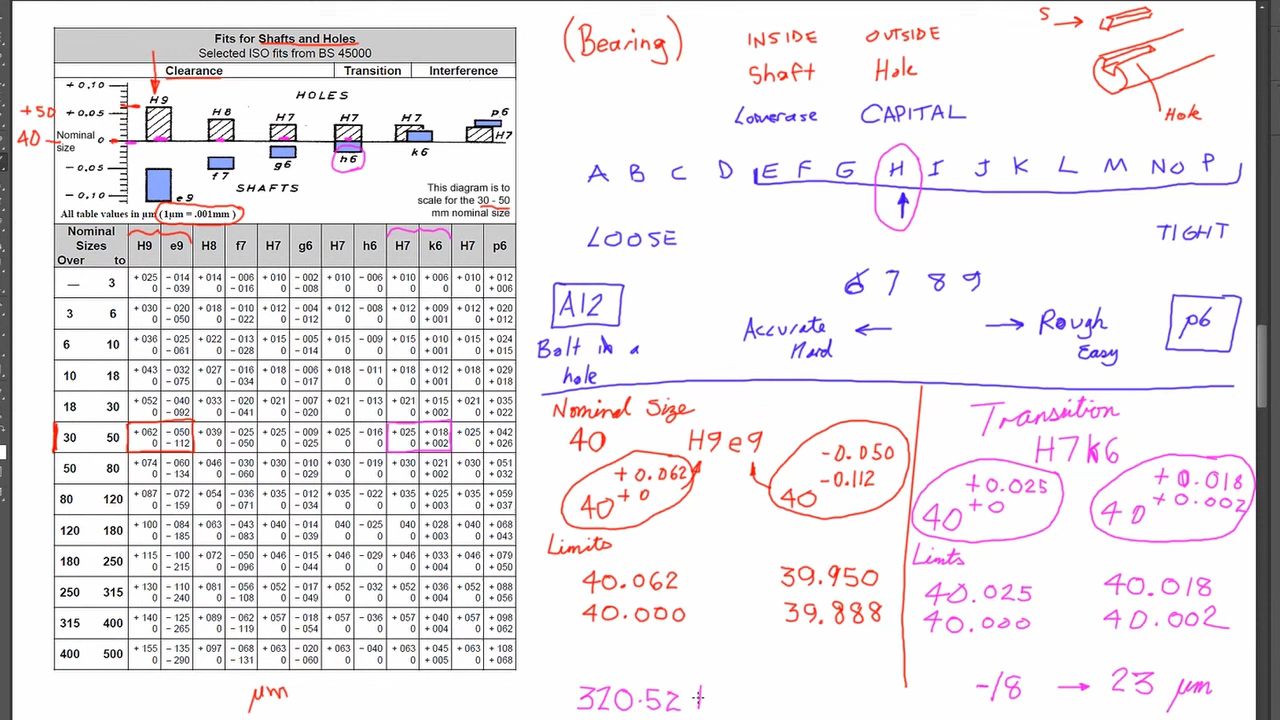 Fits for Shafts and Holes
Selected ISO fits from BS 45000
Clearance Transition Interference
+ 0.10
+ 0.05
Nominal size 0
− 0.05
− 0.10
+50
40
HOLES
H9 H8 H7 H7 H7 p6
H7
e9 f7 g6 h6 k6
SHAFTS
This diagram is to
scale for the 30 - 50
mm nominal size
All table values in μm (1μm = .001mm )
Nominal Sizes H9 e9 H8 f7 H7 g6 H7 h6 H7 k6 H7 p6
Over to
— 3 + 025 − 014 + 014 − 006 + 010 − 002 + 010 − 006 + 010 + 006 + 010 + 012
0 − 039 0 − 016 0 − 008 0 0 0 0 0 + 006
3 6 + 030 − 020 + 018 − 010 + 012 − 004 + 012 − 008 + 012 + 009 + 012 + 020
0 − 050 0 − 022 0 − 012 0 0 0 + 001 0 + 012
6 10 + 036 − 025 + 022 − 013 + 015 − 005 + 015 − 006 + 015 + 010 + 015 + 024
0 − 061 0 − 028 0 − 014 0 0 0 + 001 0 + 015
10 18 + 043 − 032 + 027 − 016 + 018 − 006 + 018 − 011 + 018 + 012 + 018 + 029
0 − 075 0 − 034 0 − 017 0 0 0 + 001 0 + 018
18 30 + 052 − 040 + 033 − 020 + 021 − 007 + 021 − 013 + 021 + 015 + 021 + 035
0 − 092 0 − 041 0 − 020 0 0 0 + 002 0 + 022
30 50 + 062 − 050 + 039 − 025 + 025 − 009 + 025 − 016 + 025 + 018 + 025 + 042
0 − 112 0 − 050 0 − 025 0 0 0 + 002 0 + 026
50 80 + 074 − 060 + 046 − 030 + 030 − 010 + 030 − 019 + 030 + 021 + 030 + 051
0 − 134 0 − 060 0 − 029 0 0 0 + 002 0 + 032
80 120 + 087 − 072 + 054 − 036 + 035 − 012 + 035 − 022 + 035 + 025 + 035 + 059
0 − 159 0 − 071 0 − 034 0 0 0 + 003 0 + 037
120 180 + 100 − 084 + 063 − 043 + 040 − 014 040 − 025 040 + 028 + 040 + 068
0 − 185 0 − 083 0 − 039 0 0 0 + 003 0 + 043
180 250 + 115 − 100 + 072 − 050 + 046 − 015 + 046 − 029 + 046 + 033 + 046 + 079
0 − 215 0 − 096 0 − 044 0 0 0 + 004 0 + 050
250 315 + 130 − 110 + 081 − 056 + 052 − 017 + 052 − 032 + 052 + 036 + 052 + 088
0 − 240 0 − 108 0 − 049 0 0 0 + 004 0 + 056
315 400 + 140 − 125 + 089 − 062 + 057 − 018 + 057 − 036 + 057 + 040 + 057 + 098
0 − 265 0 − 119 0 − 054 0 0 0 + 004 0 + 062
400 500 + 155 − 135 + 097 − 068 + 063 − 020 + 063 − 040 + 063 + 045 + 063 + 108
0 − 290 0 − 131 0 − 060 0 0 0 + 005 0 + 068
μm
(Bearing)
INSIDE OUTSIDE
Shaft Hole
Lowerase CAPITAL
S
Hole
A B C D E F G H I J K L M N O P
LOOSE TIGHT
6 7 8 9
A12
Bolt in a
hole
Accurate ← → Rough
Hard Easy
p6
Nominal Size
40 H9 e9
40 +0.062 +0
40 -0.050 -0.112
Limits
40.062 39.950
40.000 39.888
320.52
Transition
H7k6
40 +0.025 +0
40 +0.018 +0.002
Limts
40.025 40.018
40.000 40.002
-18 → 23 μm